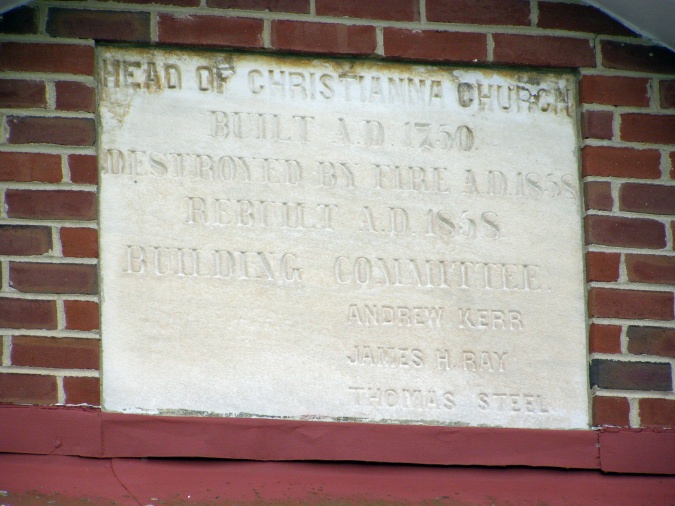 HEAD OF CHRISTIANNA CHURCH
BUILT A.D. 1750.
DESTROYED BY FIRE A.D. 1858
REBUILT A.D. 1858
BUILDING COMMITTEE.
ANDREW KERR
JAMES H. RAY
THOMAS STEEL